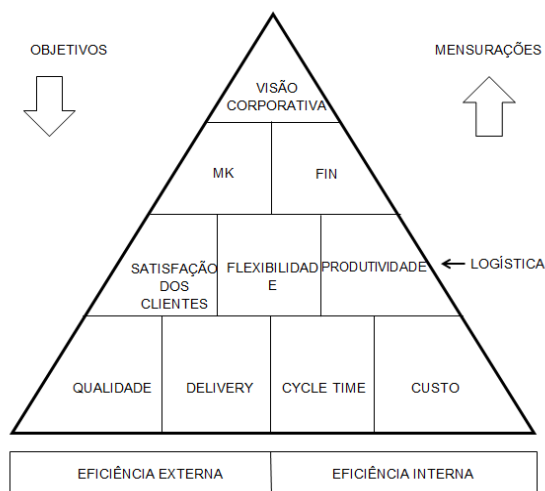 OBJETIVOS
MENSURAÇÕES
VISÃO
CORPORATIVA
MK
FIN
SATISFAÇÃO
DOS
CLIENTES
FLEXIBILIDAD
E
PRODUTIVIDADE
LOGÍSTICA
QUALIDADE
DELIVERY
CYCLE TIME
CUSTO
EFICIÊNCIA EXTERNA
EFICIÊNCIA INTERNA